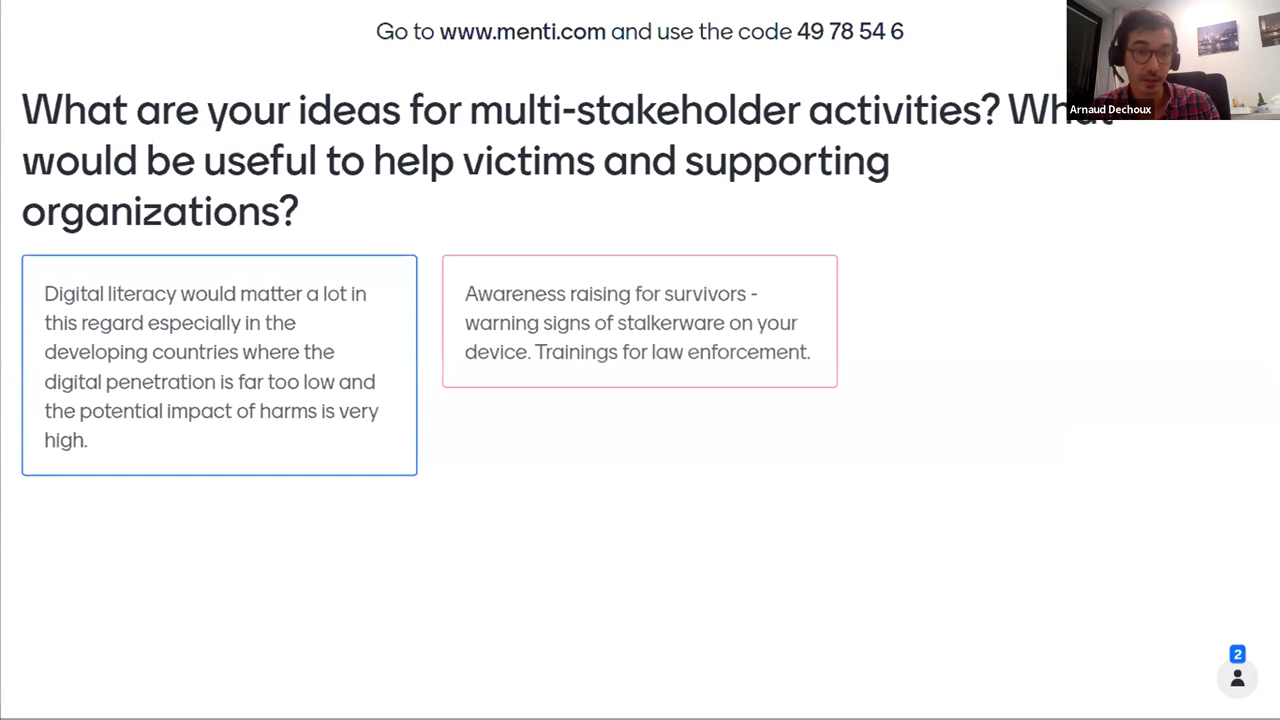 Go to www.menti.com and use the code 49 78 54 6
Arnaud Dechoux
What are your ideas for multi-stakeholder activities? What
would be useful to help victims and supporting
organizations?
Digital literacy would matter a lot in
this regard especially in the
developing countries where the
digital penetration is far too low and
the potential impact of harms is very
high.
Awareness raising for survivors -
warning signs of stalkerware on your
device. Trainings for law enforcement.
2